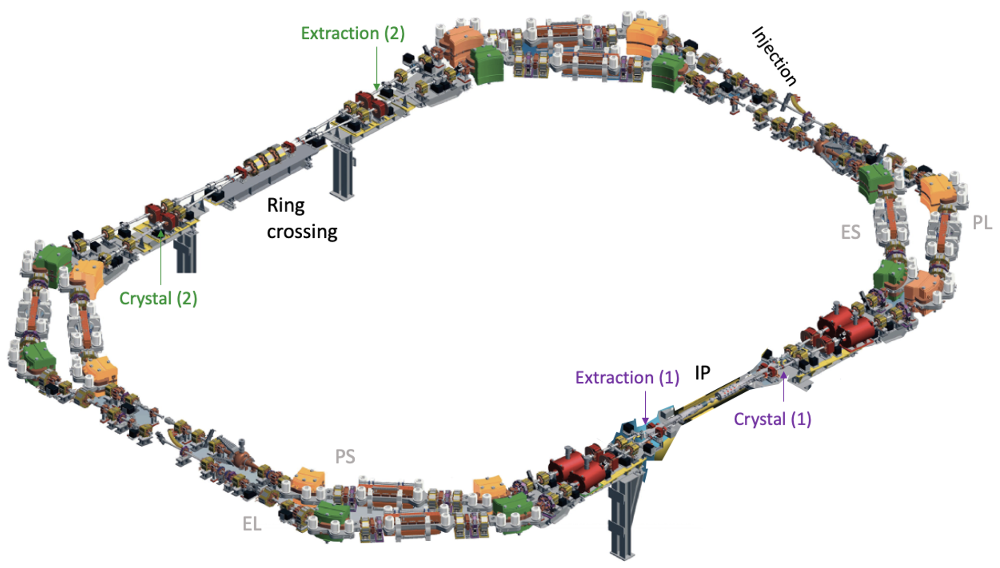 Extraction (2)
Injection
Ring
crossing
ES
PL
Crystal (2)
Extraction (1)
IP
Crystal (1)
PS
EL